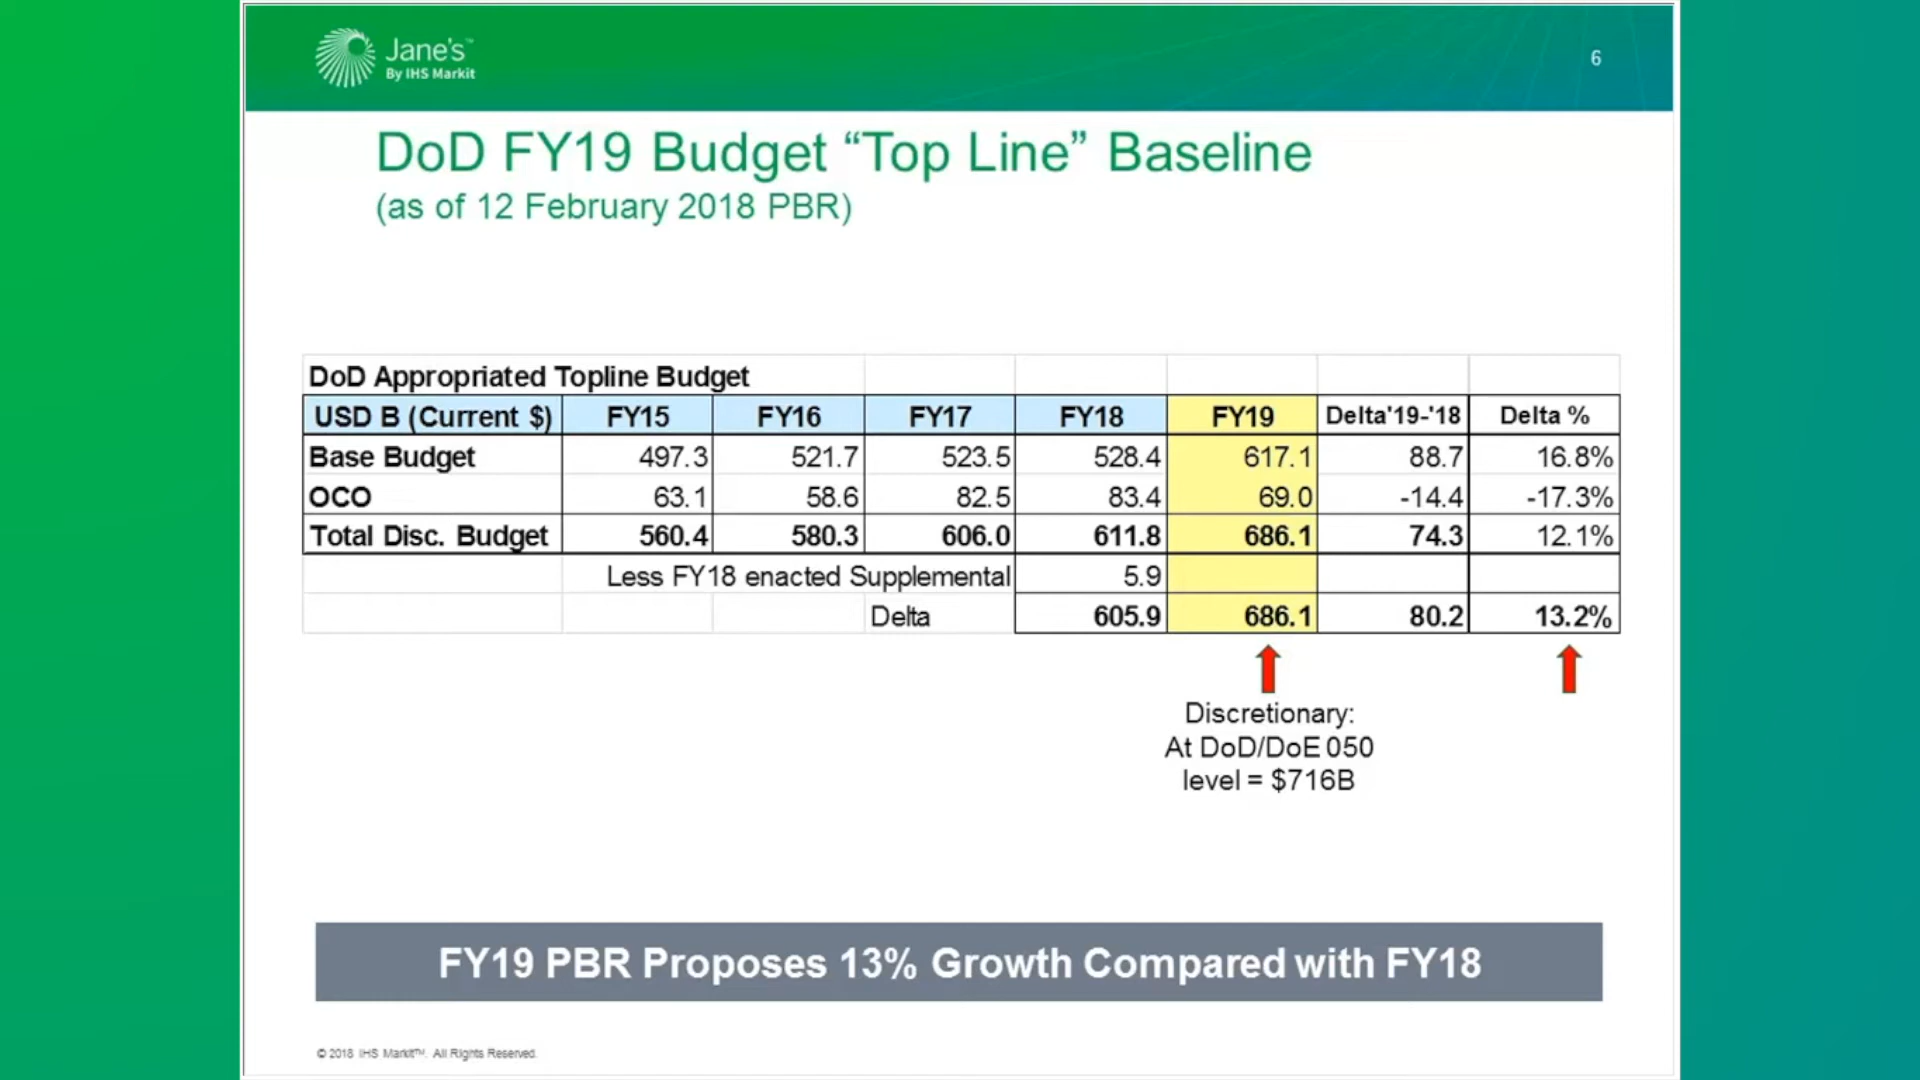 Jane's™
By IHS Markit
6
DoD FY19 Budget “Top Line” Baseline
(as of 12 February 2018 PBR)
DoD Appropriated Topline Budget
USD B (Current $) FY15 FY16 FY17 FY18 FY19 Delta'19-'18 Delta %
Base Budget 497.3 521.7 523.5 528.4 617.1 88.7 16.8%
OCO 63.1 58.6 82.5 83.4 69.0 -14.4 -17.3%
Total Disc. Budget 560.4 580.3 606.0 611.8 686.1 74.3 12.1%
Less FY18 enacted Supplemental 5.9
Delta 605.9 686.1 80.2 13.2%
Discretionary:
At DoD/DoE 050
level = $716B
FY19 PBR Proposes 13% Growth Compared with FY18
© 2018 IHS Markit™. All Rights Reserved.